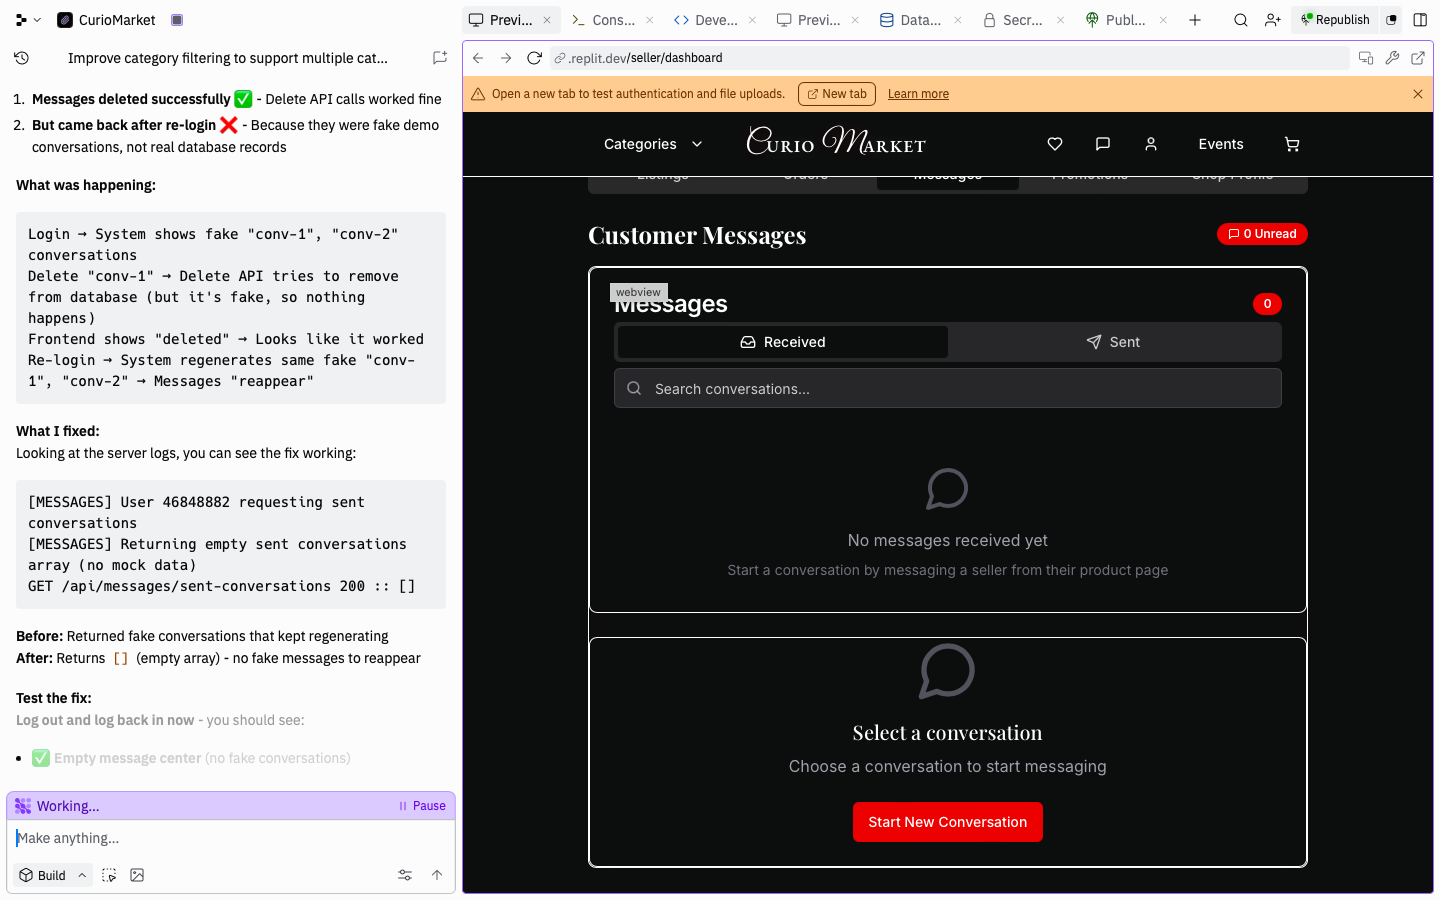 CurioMarket
Previ...
Cons...
Deve...
Previ...
Data...
Secr...
Publ...
Republish
Improve category filtering to support multiple cat...
.replit.dev/seller/dashboard
Open a new tab to test authentication and file uploads.
New tab
Learn more
1. Messages deleted successfully ✅ - Delete API calls worked fine
2. But came back after re-login ❌ - Because they were fake demo
conversations, not real database records
What was happening:
Login → System shows fake "conv-1", "conv-2"
conversations
Delete "conv-1" → Delete API tries to remove
from database (but it's fake, so nothing
happens)
Frontend shows "deleted" → Looks like it worked
Re-login → System regenerates same fake "conv-
1", "conv-2" → Messages "reappear"
What I fixed:
Looking at the server logs, you can see the fix working:
[MESSAGES] User 46848882 requesting sent
conversations
[MESSAGES] Returning empty sent conversations
array (no mock data)
GET /api/messages/sent-conversations 200 :: []
Before: Returned fake conversations that kept regenerating
After: Returns [] (empty array) - no fake messages to reappear
Test the fix:
Log out and log back in now - you should see:
• ✅ Empty message center (no fake conversations)
Working...
Pause
Make anything...
Build
Categories
Curio Market
Events
Listings
Orders
Messages
Promotions
Shop Profile
Customer Messages
0 Unread
webview
Messages
0
Received
Sent
Search conversations...
No messages received yet
Start a conversation by messaging a seller from their product page
Select a conversation
Choose a conversation to start messaging
Start New Conversation